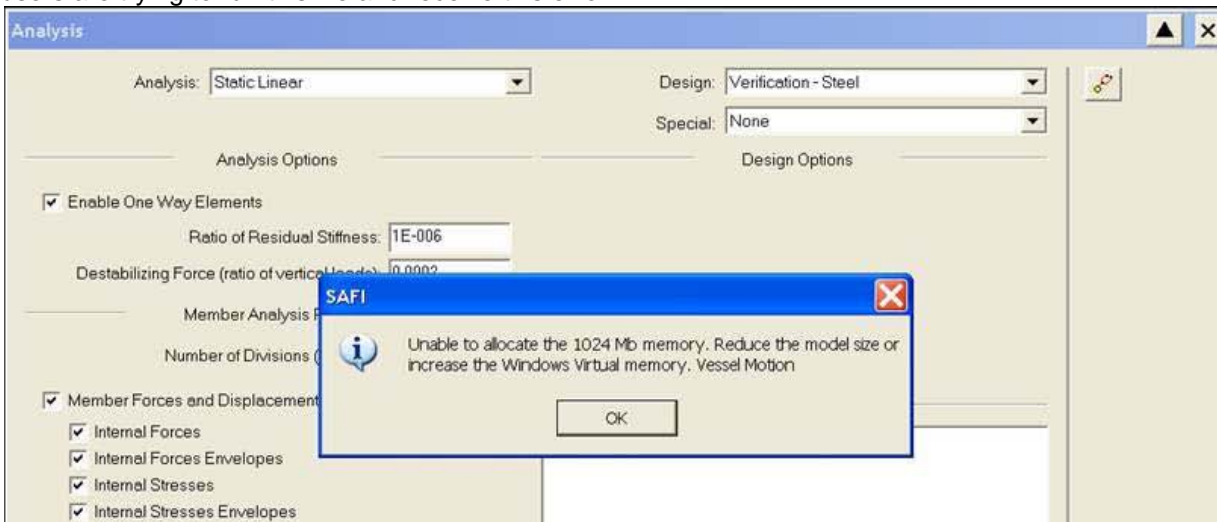 Analysis
Analysis: Static Linear
Design: Verification - Steel
Special: None
Analysis Options
Design Options
Enable One Way Elements
Ratio of Residual Stiffness: 1E-006
Destabilizing Force (ratio of vertical loads): 0.0002
SAFI
Member Analysis
Unable to allocate the 1024 Mb memory. Reduce the model size or
increase the Windows Virtual memory. Vessel Motion
Number of Divisions (
OK
Member Forces and Displacement
Internal Forces
Internal Forces Envelopes
Internal Stresses
Internal Stresses Envelopes